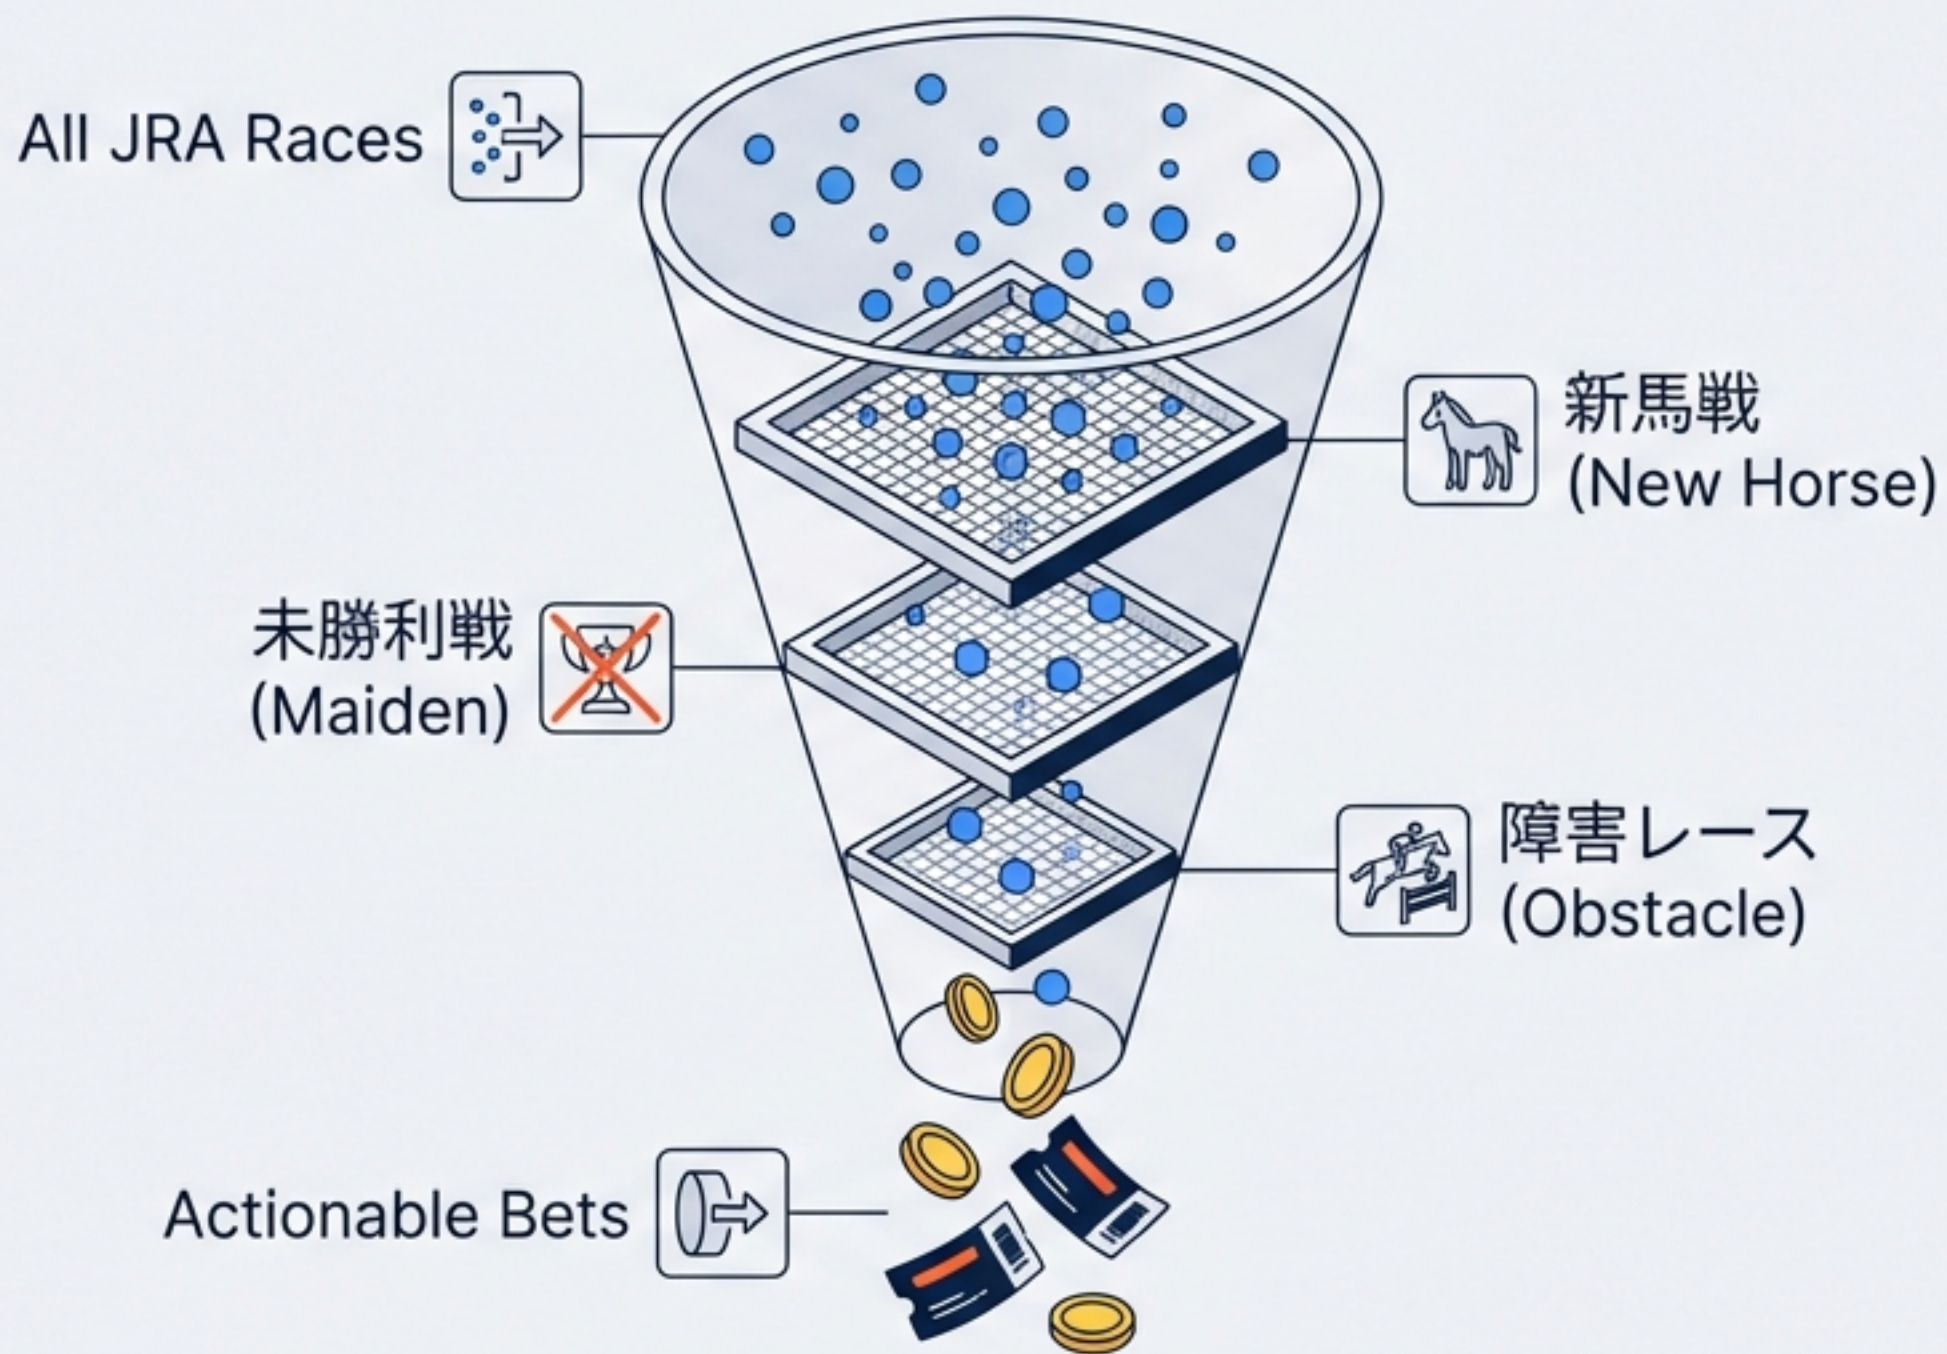 All JRA Races
新馬戦
(New Horse)
未勝利戦
(Maiden)
障害レース
(Obstacle)
Actionable Bets